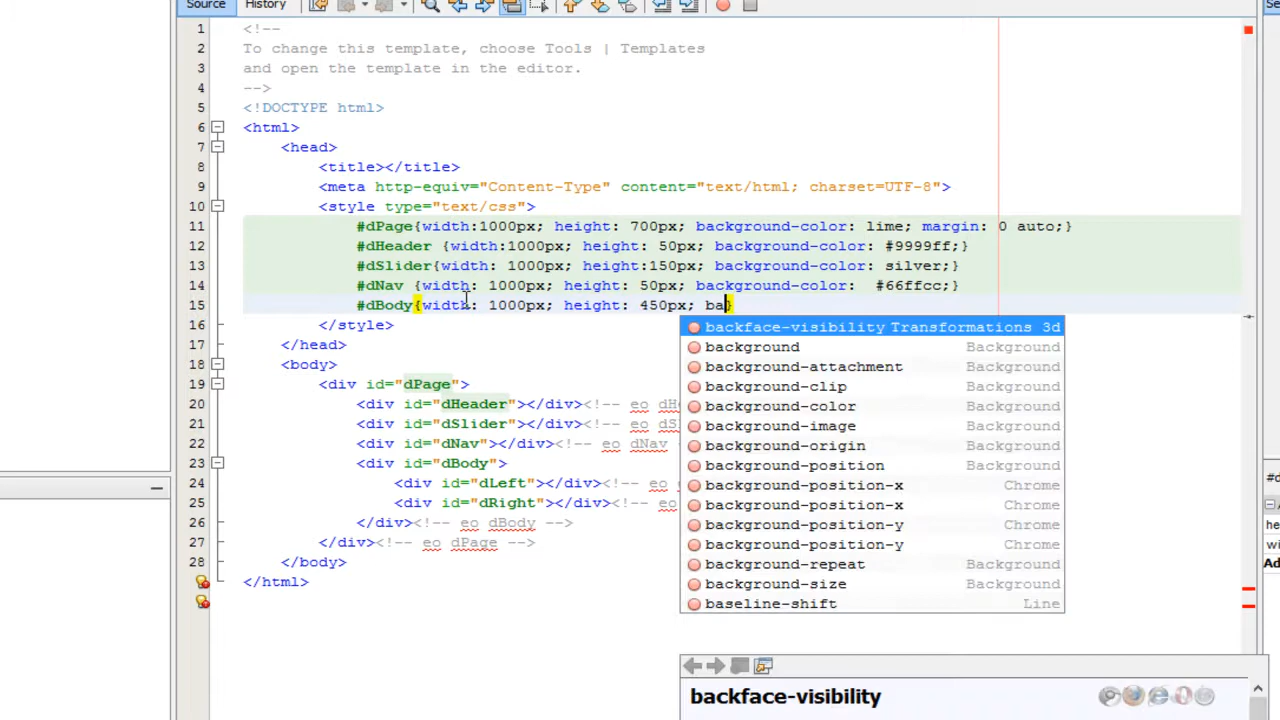 Source History
1 <!--
2 To change this template, choose Tools | Templates
3 and open the template in the editor.
4 -->
5 <!DOCTYPE html>
6 <html>
7 <head>
8 <title></title>
9 <meta http-equiv="Content-Type" content="text/html; charset=UTF-8">
10 <style type="text/css">
11 #dPage{width:1000px; height: 700px; background-color: lime; margin: 0 auto;}
12 #dHeader {width:1000px; height: 50px; background-color: #9999ff;}
13 #dSlider{width: 1000px; height:150px; background-color: silver;}
14 #dNav {width: 1000px; height: 50px; background-color: #66ffcc;}
15 #dBody{width: 1000px; height: 450px; ba}
16 </style>
17 </head>
18 <body>
19 <div id="dPage">
20 <div id="dHeader"></div><!-- eo dHe
21 <div id="dSlider"></div><!-- eo dS
22 <div id="dNav"></div><!-- eo dNav
23 <div id="dBody">
24 <div id="dLeft"></div><!-- eo
25 <div id="dRight"></div><!-- eo
26 </div><!-- eo dBody -->
27 </div><!-- eo dPage -->
28 </body>
</html>
backface-visibility Transformations 3d
background Background
background-attachment Background
background-clip Background
background-color Background
background-image Background
background-origin Background
background-position Background
background-position-x Chrome
background-position-x Chrome
background-position-y Chrome
background-position-y Chrome
background-repeat Background
background-size Background
baseline-shift Line
backface-visibility
Se
#d
A
he
wi
Ad